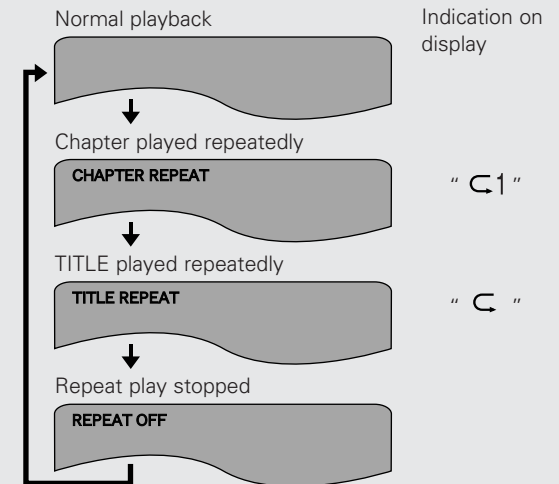 Normal playback
Indication on
display
Chapter played repeatedly
CHAPTER REPEAT
“ ⊂1 ”
TITLE played repeatedly
TITLE REPEAT
“ ⊂ ”
Repeat play stopped
REPEAT OFF